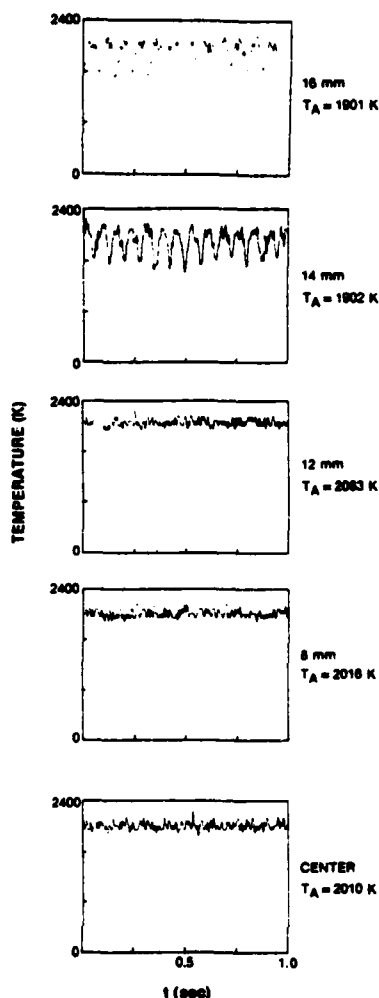 2400
0
16 mm
T_A = 1901 K
2400
0
14 mm
T_A = 1902 K
2400
0
12 mm
T_A = 2083 K
TEMPERATURE (K)
2400
0
8 mm
T_A = 2016 K
2400
0
CENTER
T_A = 2010 K
0.5
1.0
t (sec)